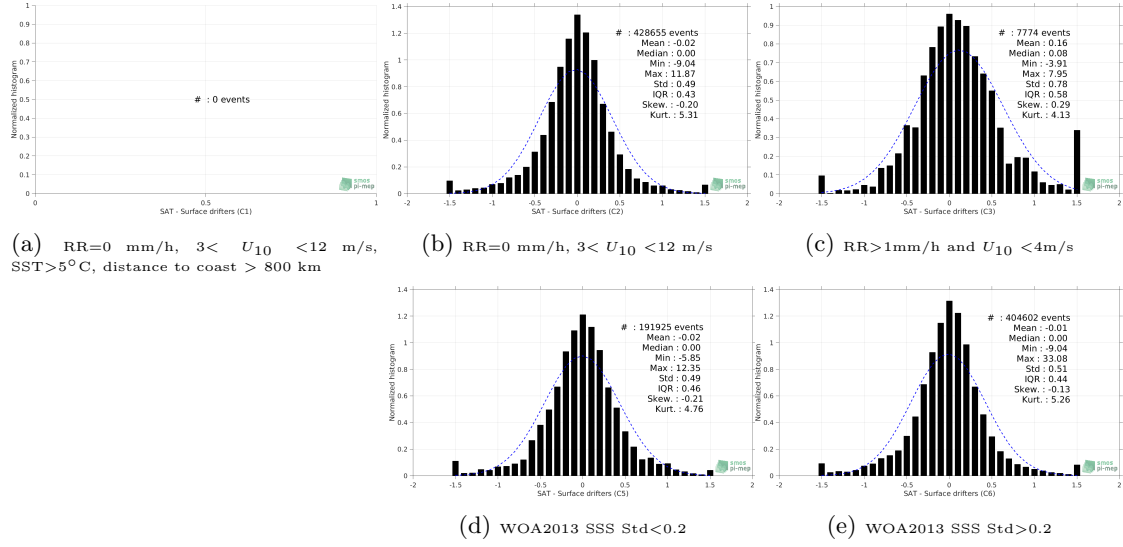 1
0.9
0.8
0.7
0.6
0.5
0.4
0.3
0.2
0.1
0
Normalized histogram
# : 0 events
smos
pi-mep
0 0.5 1
SAT - Surface drifters (C1)
(a) RR=0 mm/h, 3< U10 <12 m/s,
SST>5°C, distance to coast > 800 km
1.4
1.2
1
0.8
0.6
0.4
0.2
0
Normalized histogram
# : 428655 events
Mean : -0.02
Median : 0.00
Min : -9.04
Max : 11.87
Std : 0.49
IQR : 0.43
Skew. : -0.20
Kurt. : 5.31
smos
pi-mep
-2 -1.5 -1 -0.5 0 0.5 1 1.5 2
SAT - Surface drifters (C2)
(b) RR=0 mm/h, 3< U10 <12 m/s
1
0.9
0.8
0.7
0.6
0.5
0.4
0.3
0.2
0.1
0
Normalized histogram
# : 7774 events
Mean : 0.16
Median : 0.08
Min : -3.91
Max : 7.95
Std : 0.78
IQR : 0.58
Skew. : 0.29
Kurt. : 4.13
smos
pi-mep
-2 -1.5 -1 -0.5 0 0.5 1 1.5 2
SAT - Surface drifters (C3)
(c) RR>1mm/h and U10 <4m/s
1.4
1.2
1
0.8
0.6
0.4
0.2
0
Normalized histogram
# : 191925 events
Mean : -0.02
Median : 0.00
Min : -5.85
Max : 12.35
Std : 0.49
IQR : 0.46
Skew. : -0.21
Kurt. : 4.76
smos
pi-mep
-2 -1.5 -1 -0.5 0 0.5 1 1.5 2
SAT - Surface drifters (C5)
(d) WOA2013 SSS Std<0.2
1.4
1.2
1
0.8
0.6
0.4
0.2
0
Normalized histogram
# : 404602 events
Mean : -0.01
Median : 0.00
Min : -9.04
Max : 33.08
Std : 0.51
IQR : 0.44
Skew. : -0.13
Kurt. : 5.26
smos
pi-mep
-2 -1.5 -1 -0.5 0 0.5 1 1.5 2
SAT - Surface drifters (C6)
(e) WOA2013 SSS Std>0.2